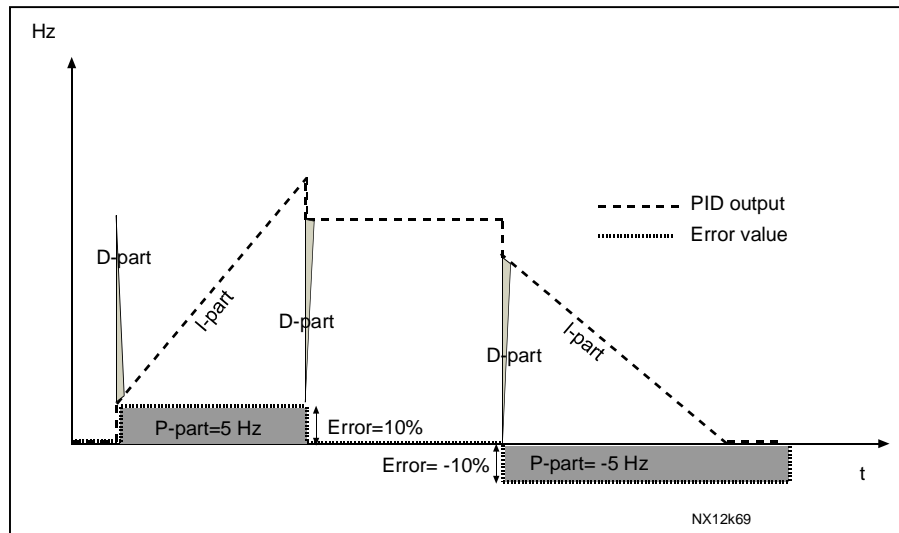 Hz
PID output
Error value
D-part
I-part
D-part
I-part
D-part
P-part=5 Hz
Error=10%
Error= -10%
P-part= -5 Hz
t
NX12k69